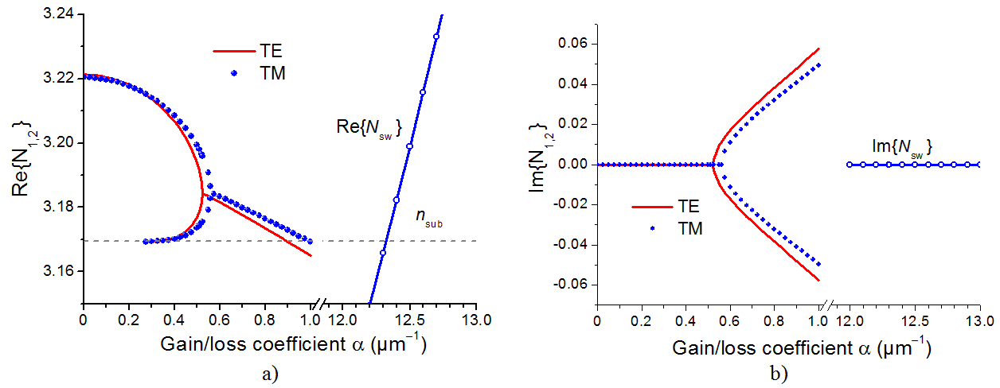 3.24
3.22
3.20
3.18
3.16
Re{N1,2}
TE
TM
Re{Nsw}
nsub
0.0
0.2
0.4
0.6
0.8
1.0
12.0
12.5
13.0
Gain/loss coefficient α (µm−1)
a)
0.06
0.04
0.02
0.00
-0.02
-0.04
-0.06
Im{N1,2}
TE
TM
Im{Nsw}
0.0
0.2
0.4
0.6
0.8
1.0
12.0
12.5
13.0
Gain/loss coefficient α (µm−1)
b)